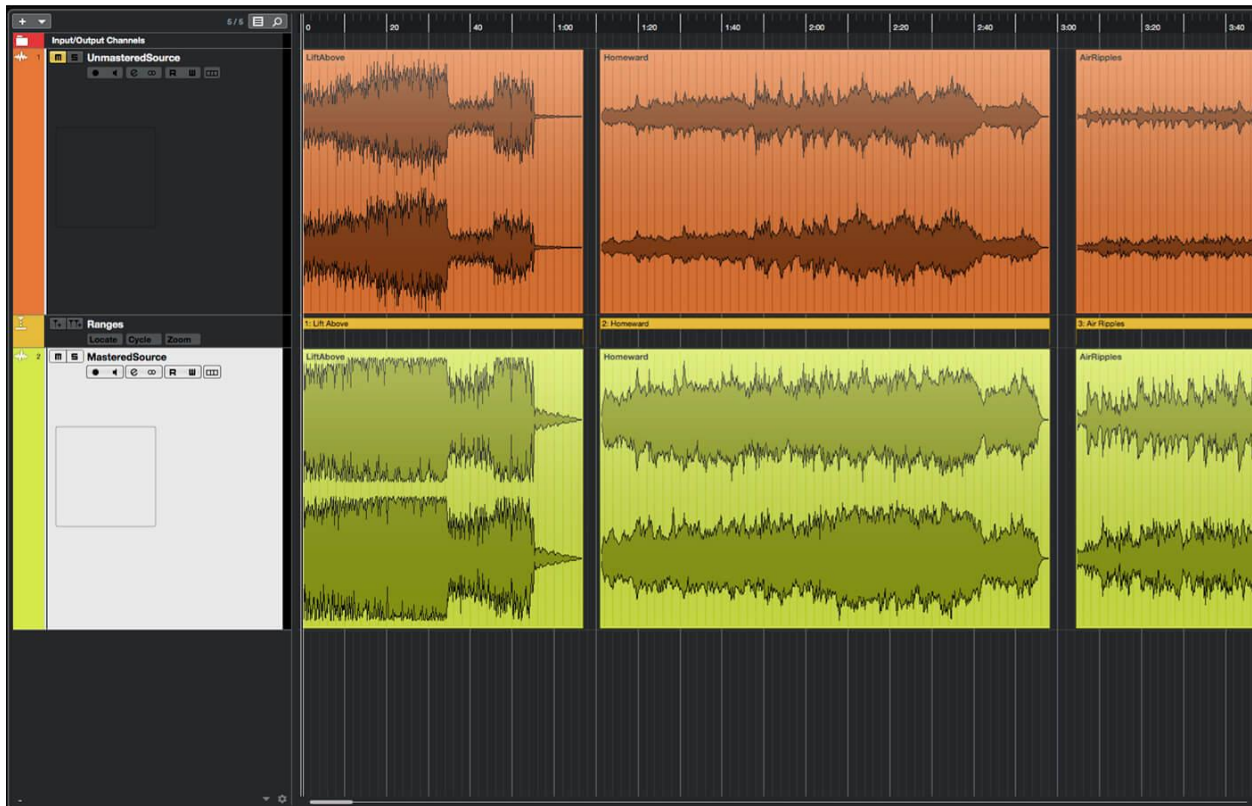 + 5/5 0 20 40 1:00 1:20 1:40 2:00 2:20 2:40 3:00 3:20 3:40
Input/Output Channels
1 m S UnmasteredSource
e R W
LiftAbove Homeward AirRipples
Ranges
Locate Cycle Zoom
1: Lift Above 2: Homeward 3: Air Ripples
2 m S MasteredSource
e R W
LiftAbove Homeward AirRipples